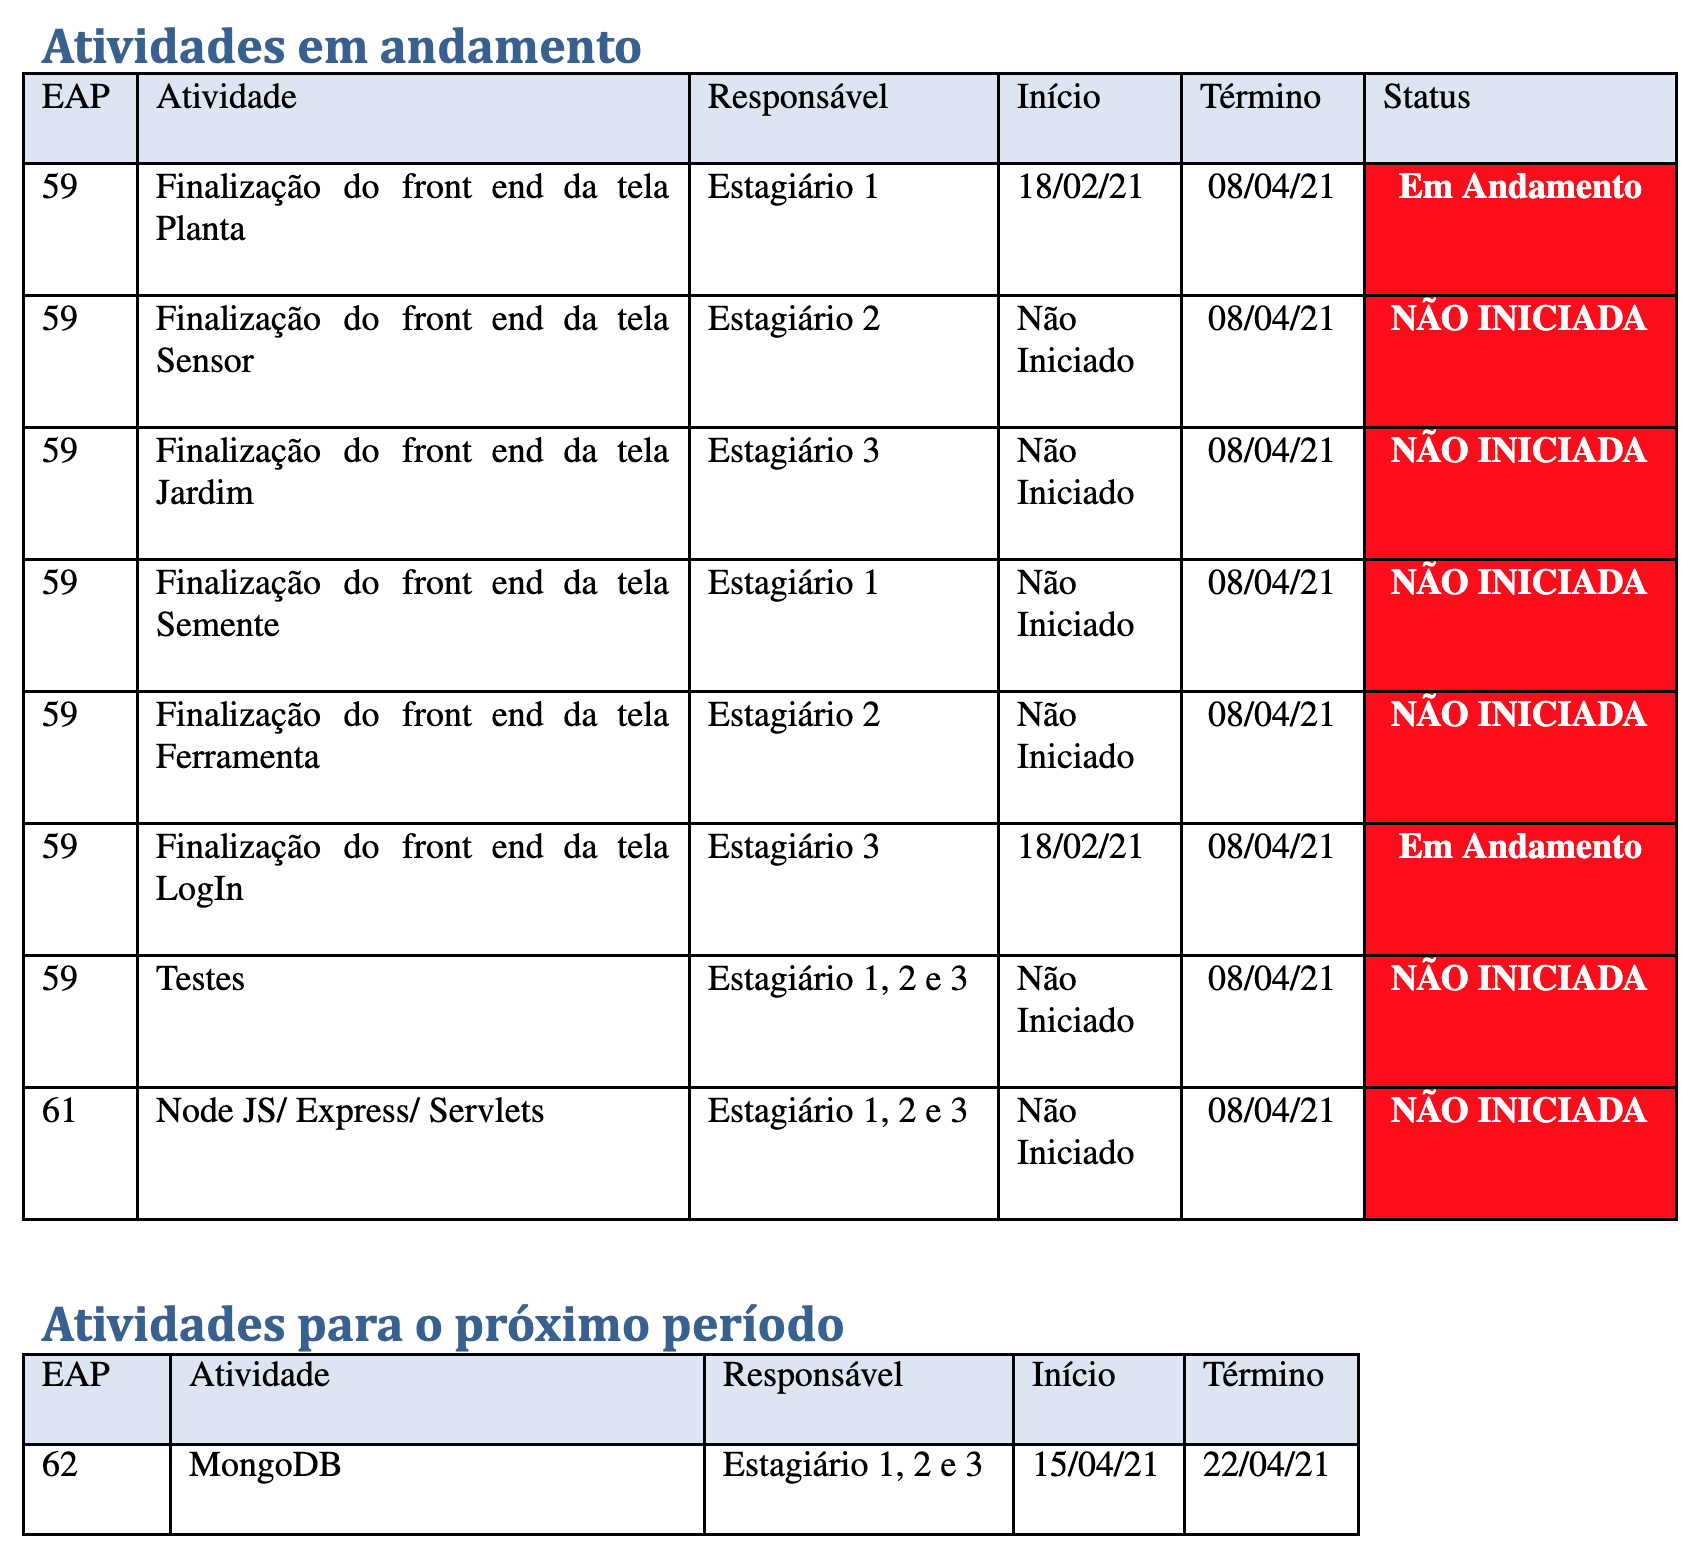 Atividades em andamento
EAP Atividade Responsável Início Término Status
59 Finalização do front end da tela Estagiário 1 18/02/21 08/04/21 Em Andamento
Planta
59 Finalização do front end da tela Estagiário 2 Não 08/04/21 NÃO INICIADA
Sensor Iniciado
59 Finalização do front end da tela Estagiário 3 Não 08/04/21 NÃO INICIADA
Jardim Iniciado
59 Finalização do front end da tela Estagiário 1 Não 08/04/21 NÃO INICIADA
Semente Iniciado
59 Finalização do front end da tela Estagiário 2 Não 08/04/21 NÃO INICIADA
Ferramenta Iniciado
59 Finalização do front end da tela Estagiário 3 18/02/21 08/04/21 Em Andamento
LogIn
59 Testes Estagiário 1, 2 e 3 Não 08/04/21 NÃO INICIADA
Iniciado
61 Node JS/ Express/ Servlets Estagiário 1, 2 e 3 Não 08/04/21 NÃO INICIADA
Iniciado
Atividades para o próximo período
EAP Atividade Responsável Início Término
62 MongoDB Estagiário 1, 2 e 3 15/04/21 22/04/21